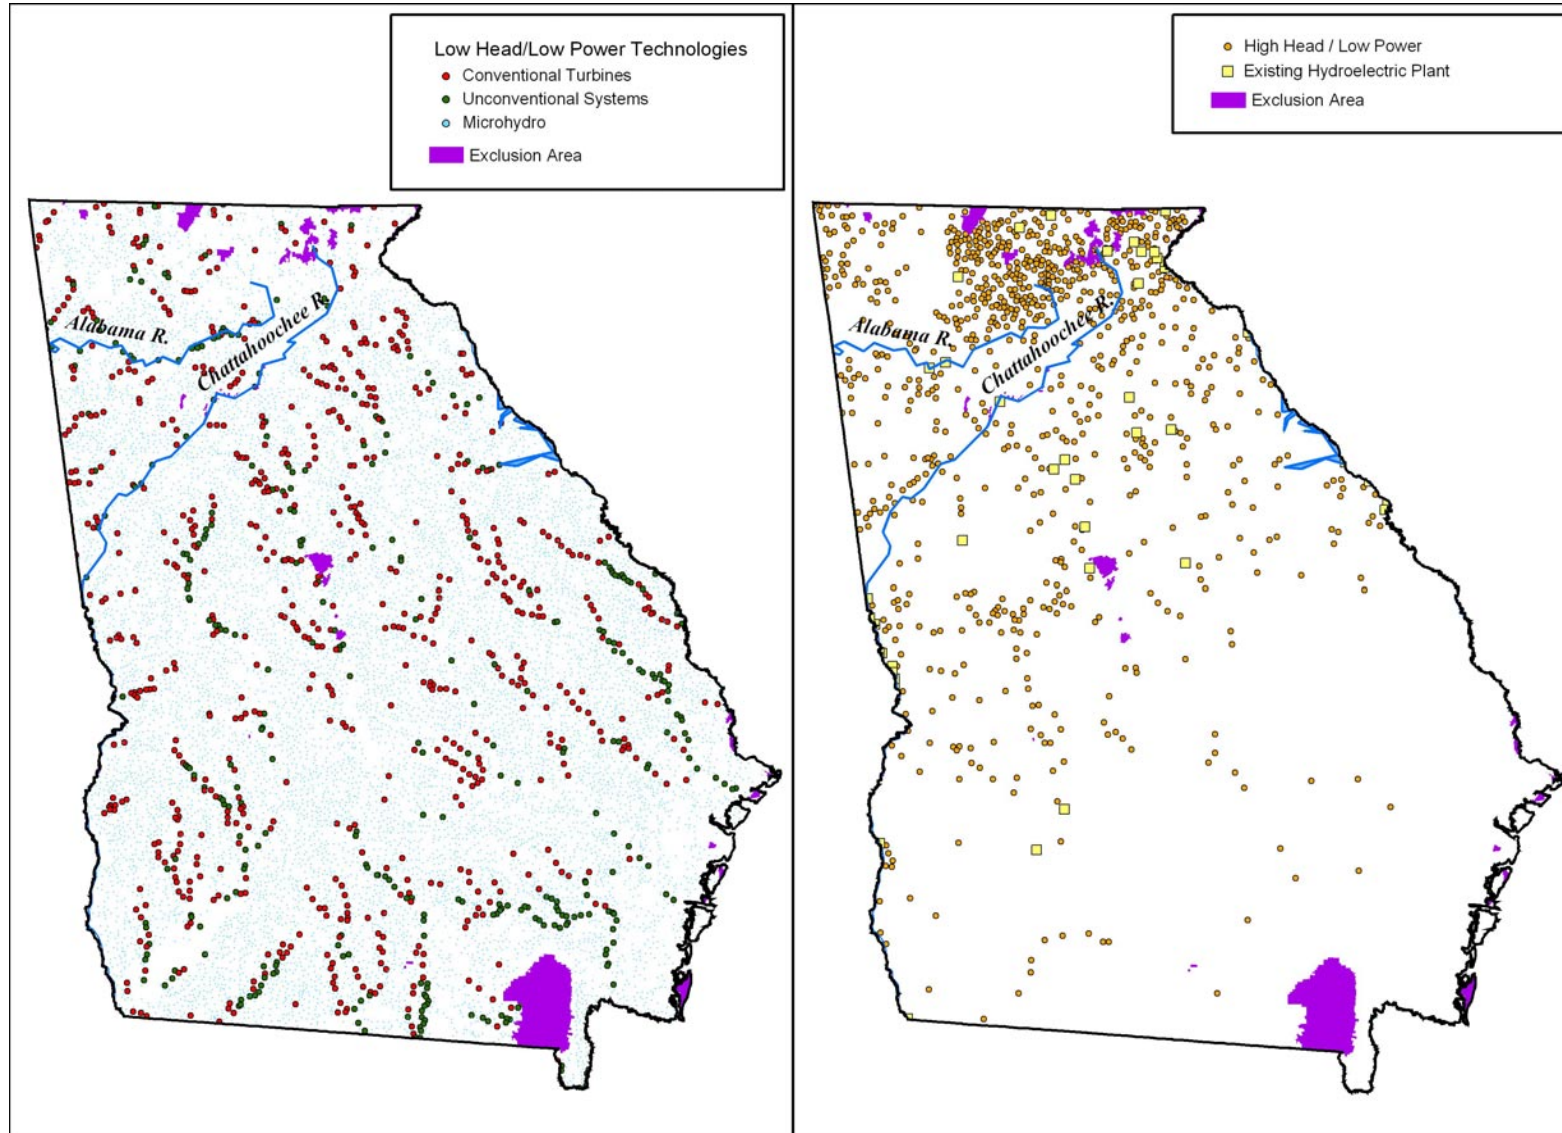 Low Head/Low Power Technologies
Conventional Turbines
Unconventional Systems
Microhydro
Exclusion Area
Alabama R.
Chattahoochee R.
High Head / Low Power
Existing Hydroelectric Plant
Exclusion Area
Alabama R.
Chattahoochee R.